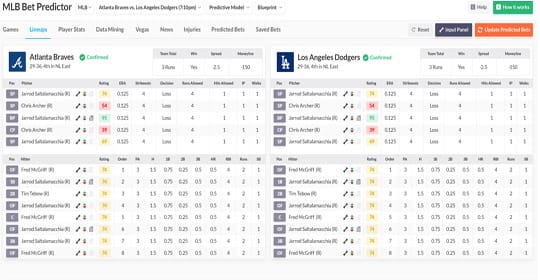 MLB Bet Predictor MLB Atlanta Braves vs. Los Angeles Dodgers (7:10pm) Predictive Model Blueprint Help How it works
Games Lineups Player Stats Data Mining Vegas News Injuries Predicted Bets Saved Bets Reset Input Panel Update Predicted Bets
Atlanta Braves Confirmed
29-36, 4th in NL East
Team Total Win Spread Moneyline
3 Runs Yes -2.5 -150
Los Angeles Dodgers Confirmed
29-36, 4th in NL East
Team Total Win Spread Moneyline
3 Runs Yes -2.5 -150
Pos Pitcher Rating ERA Strikeouts Decision Runs Allowed Hits Allowed IP Walks
SP Jarrod Saltalamacchia (R) 74 0.125 4 Loss 4 1 1 1
SP Chris Archer (R) 54 0.125 4 Loss 4 1 1 1
RP Jarrod Saltalamacchia (R) 91 0.125 4 Loss 4 1 1 1
CP Chris Archer (R) 39 0.125 4 Loss 4 1 1 1
SP Jarrod Saltalamacchia (R) 69 0.125 4 Loss 4 1 1 1
Pos Hitter Rating Order PA H 1B 2B 3B HR RBI Runs SB
OF Fred McGriff (R) 74 1 3 1.5 0.75 0.25 0.5 0.5 4 2 1
1B Jarrod Saltalamacchia (R) 74 2 3 1.5 0.75 0.25 0.5 0.5 4 2 1
2B Tim Tebow (R) 74 3 3 1.5 0.75 0.25 0.5 0.5 4 2 1
OF Jarrod Saltalamacchia (R) 74 4 3 1.5 0.75 0.25 0.5 0.5 4 2 1
C Fred McGriff (R) 74 5 3 1.5 0.75 0.25 0.5 0.5 4 2 1
OF Jarrod Saltalamacchia (R) 74 6 3 1.5 0.75 0.25 0.5 0.5 4 2 1
3B Jarrod Saltalamacchia (R) 74 7 3 1.5 0.75 0.25 0.5 0.5 4 2 1
OF Fred McGriff (R) 74 8 3 1.5 0.75 0.25 0.5 0.5 4 2 1
Pos Pitcher Rating ERA Strikeouts Decision Runs Allowed Hits Allowed IP Walks
SP Jarrod Saltalamacchia (R) 74 0.125 4 Loss 4 1 1 1
SP Chris Archer (R) 54 0.125 4 Loss 4 1 1 1
RP Jarrod Saltalamacchia (R) 91 0.125 4 Loss 4 1 1 1
CP Chris Archer (R) 39 0.125 4 Loss 4 1 1 1
SP Jarrod Saltalamacchia (R) 69 0.125 4 Loss 4 1 1 1
Pos Hitter Rating Order PA H 1B 2B 3B HR RBI Runs SB
OF Fred McGriff (R) 74 1 3 1.5 0.75 0.25 0.5 0.5 4 2 1
1B Jarrod Saltalamacchia (R) 74 2 3 1.5 0.75 0.25 0.5 0.5 4 2 1
2B Tim Tebow (R) 74 3 3 1.5 0.75 0.25 0.5 0.5 4 2 1
OF Jarrod Saltalamacchia (R) 74 4 3 1.5 0.75 0.25 0.5 0.5 4 2 1
C Fred McGriff (R) 74 5 3 1.5 0.75 0.25 0.5 0.5 4 2 1
OF Jarrod Saltalamacchia (R) 74 6 3 1.5 0.75 0.25 0.5 0.5 4 2 1
3B Jarrod Saltalamacchia (R) 74 7 3 1.5 0.75 0.25 0.5 0.5 4 2 1
OF Fred McGriff (R) 74 8 3 1.5 0.75 0.25 0.5 0.5 4 2 1